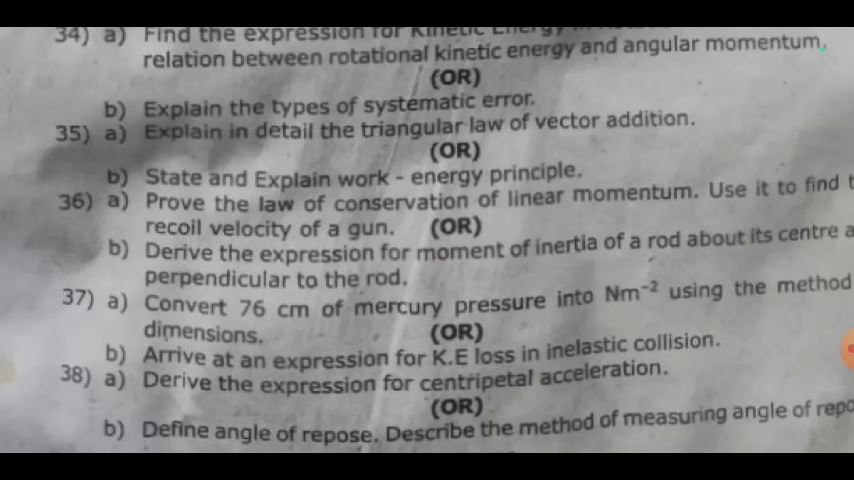 34) a) Find the expression for Kinetic Energy
relation between rotational kinetic energy and angular momentum.
(OR)
b) Explain the types of systematic error.
35) a) Explain in detail the triangular law of vector addition.
(OR)
b) State and Explain work - energy principle.
36) a) Prove the law of conservation of linear momentum. Use it to find
recoil velocity of a gun. (OR)
b) Derive the expression for moment of inertia of a rod about its centre
perpendicular to the rod.
37) a) Convert 76 cm of mercury pressure into Nm⁻² using the method
dimensions. (OR)
b) Arrive at an expression for K.E loss in inelastic collision.
38) a) Derive the expression for centripetal acceleration.
(OR)
b) Define angle of repose. Describe the method of measuring angle of